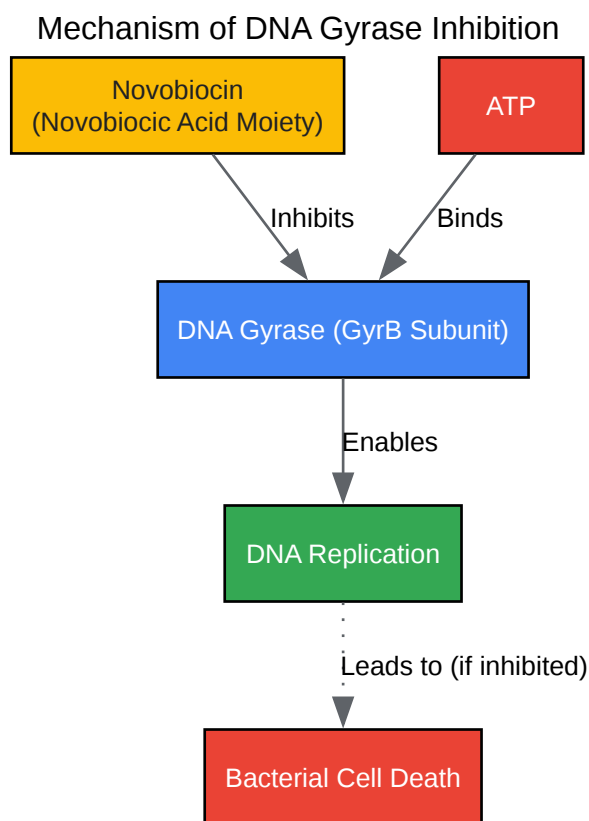 Mechanism of DNA Gyrase Inhibition
Novobiocin
(Novobiocic Acid Moiety)
ATP
Inhibits
Binds
DNA Gyrase (GyrB Subunit)
Enables
DNA Replication
Leads to (if inhibited)
Bacterial Cell Death